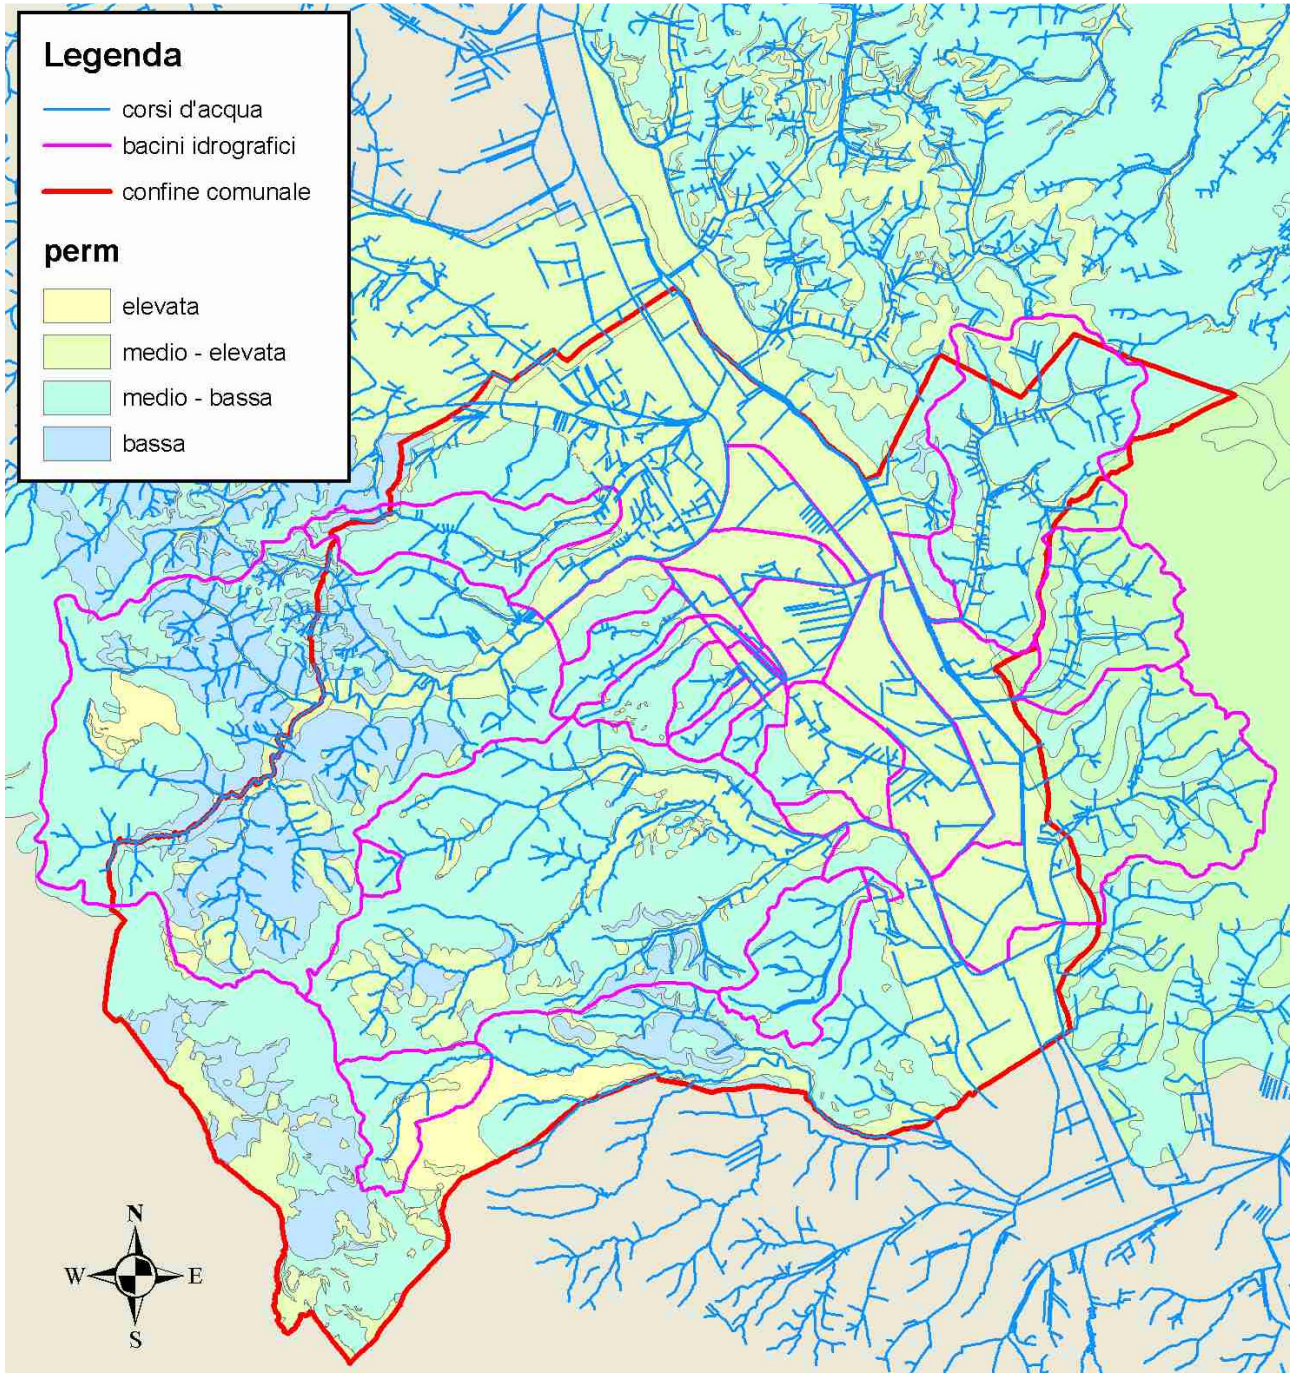 Legenda
corsi d'acqua
bacini idrografici
confine comunale
perm
elevata
medio - elevata
medio - bassa
bassa
N
W E
S